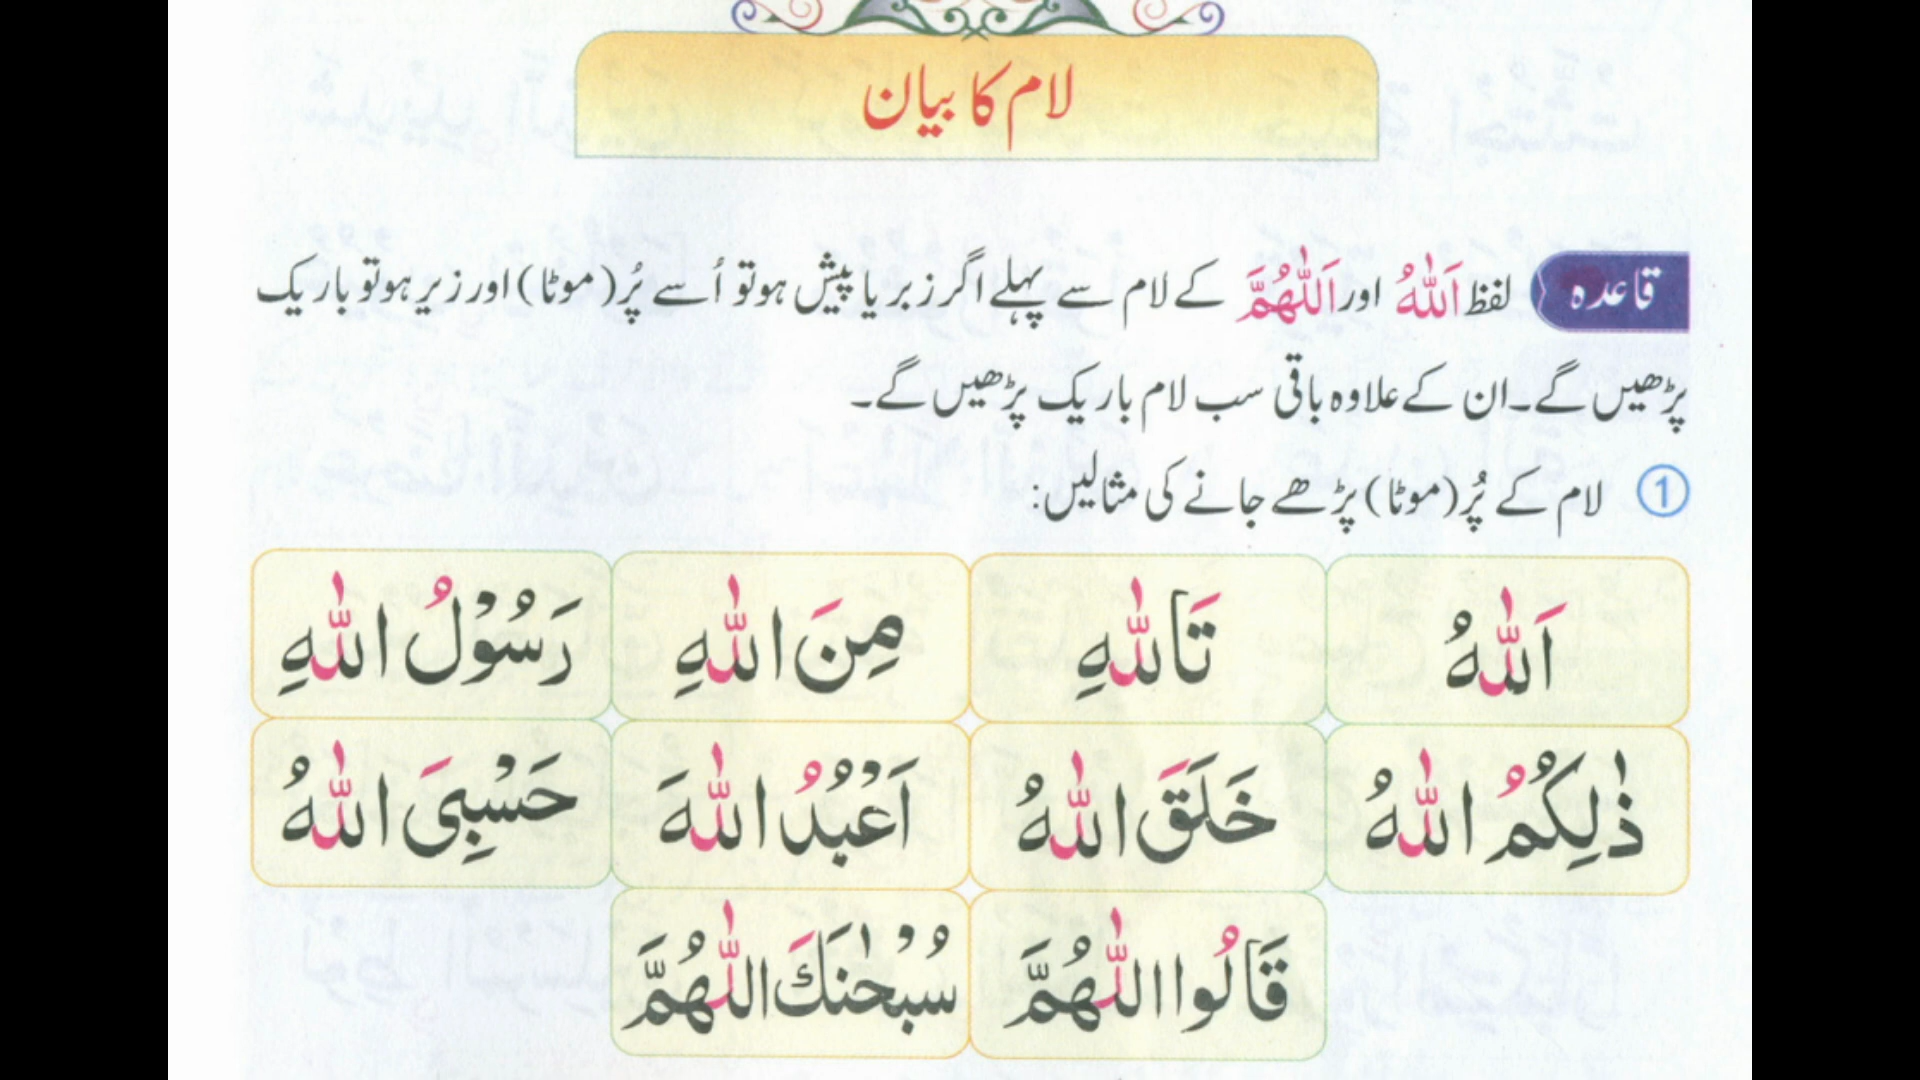 لام کا بیان
قاعدہ لفظ اَللّٰهُ اور اَللّٰهُمَّ کے لام سے پہلے اگر زبر یا پیش ہو تو اُسے پُر (موٹا) اور زیر ہو تو باریک
پڑھیں گے۔ ان کے علاوہ باقی سب لام باریک پڑھیں گے۔
1 لام کے پُر (موٹا) پڑھے جانے کی مثالیں:
اَللّٰهُ تَاللّٰهِ مِنَ اللّٰهِ رَسُوْلُ اللّٰهِ
ذٰلِكُمُ اللّٰهُ خَلَقَ اللّٰهُ اَعْبُدُ اللّٰهَ حَسْبِیَ اللّٰهُ
قَالُوا اللّٰهُمَّ سُبْحٰنَكَ اللّٰهُمَّ